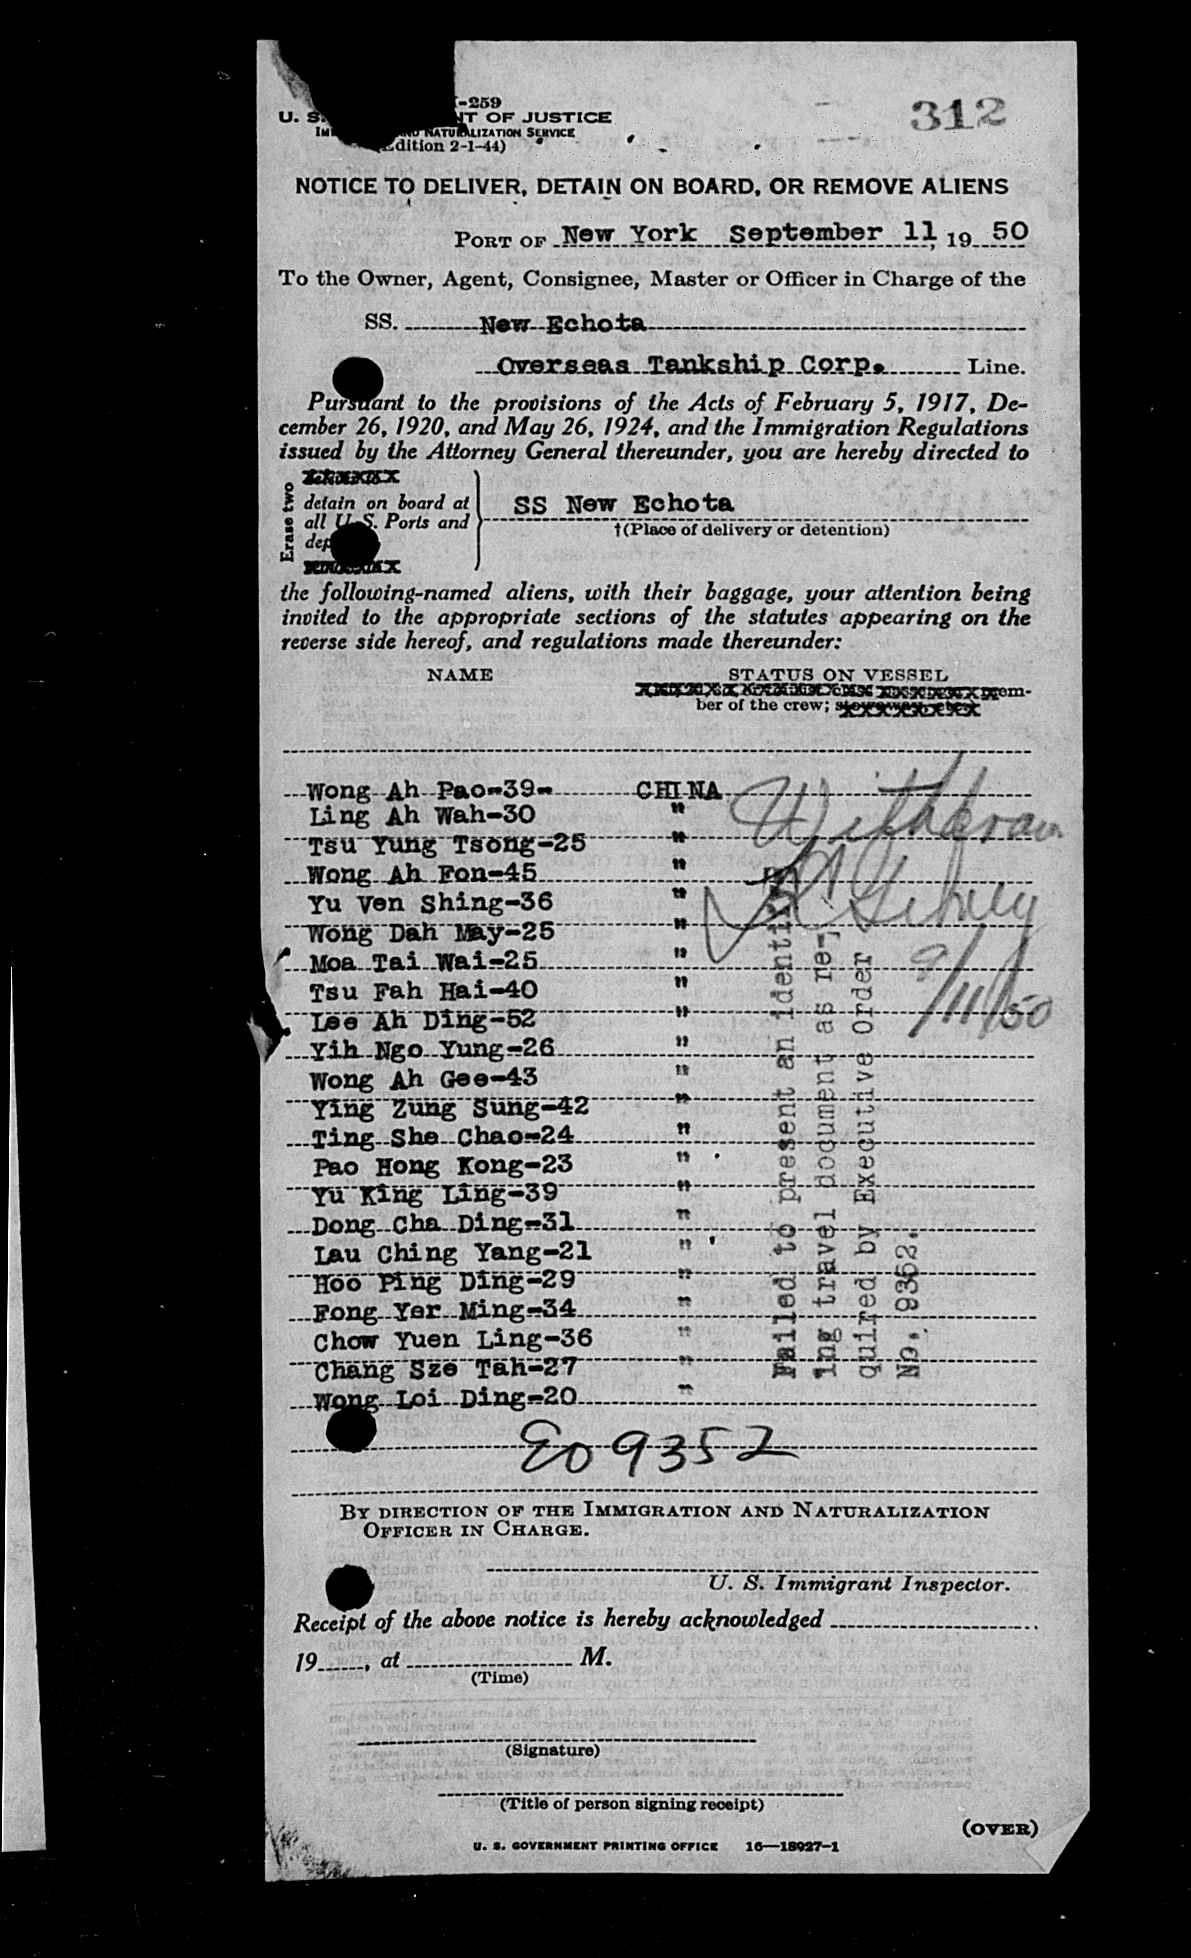 -259
312
NT OF JUSTICE
NATURALIZATION SERVICE
Edition 2-1-44)
NOTICE TO DELIVER, DETAIN ON BOARD, OR REMOVE ALIENS
PORT OF New York September 11, 19 50
To the Owner, Agent, Consignee, Master or Officer in Charge of the
SS. New Echota
Overseas Tankship Corp. Line.
Pursuant to the provisions of the Acts of February 5, 1917, De-
cember 26, 1920, and May 26, 1924, and the Immigration Regulations
issued by the Attorney General thereunder, you are hereby directed to
Erase two
detain on board at
all U. S. Ports and
SS New Echota
†(Place of delivery or detention)
the following-named aliens, with their baggage, your attention being
invited to the appropriate sections of the statutes appearing on the
reverse side hereof, and regulations made thereunder:
NAME STATUS ON VESSEL
mem-
ber of the crew;
Wong Ah Pao-39- CHINA
Ling Ah Wah-30 "
Tsu Yung Tsong-25 "
Wong Ah Fon-45 "
Yu Ven Shing-36 "
Wong Dah May-25 "
Moa Tai Wai-25 "
Tsu Fah Hai-40 "
Lee Ah Ding-52 "
Yih Ngo Yung-26 "
Wong Ah Gee-43 "
Ying Zung Sung-42 "
Ting She Chao-24 "
Pao Hong Kong-23 "
Yu King Ling-39 "
Dong Cha Ding-31 "
Lau Ching Yang-21 "
Hoo Ping Ding-29 "
Fong Yer Ming-34 "
Chow Yuen Ling-36 "
Chang Sze Tah-27 "
Wong Loi Ding-20 "
Withdrawn
9/11/50
Failed to present an identify-
ing travel document as re-
quired by Executive Order
No. 9352.
EO 9352
BY DIRECTION OF THE IMMIGRATION AND NATURALIZATION
OFFICER IN CHARGE.
U. S. Immigrant Inspector.
Receipt of the above notice is hereby acknowledged
19 , at M.
(Time)
(Signature)
(Title of person signing receipt)
(OVER)
U. S. GOVERNMENT PRINTING OFFICE 16—18927-1